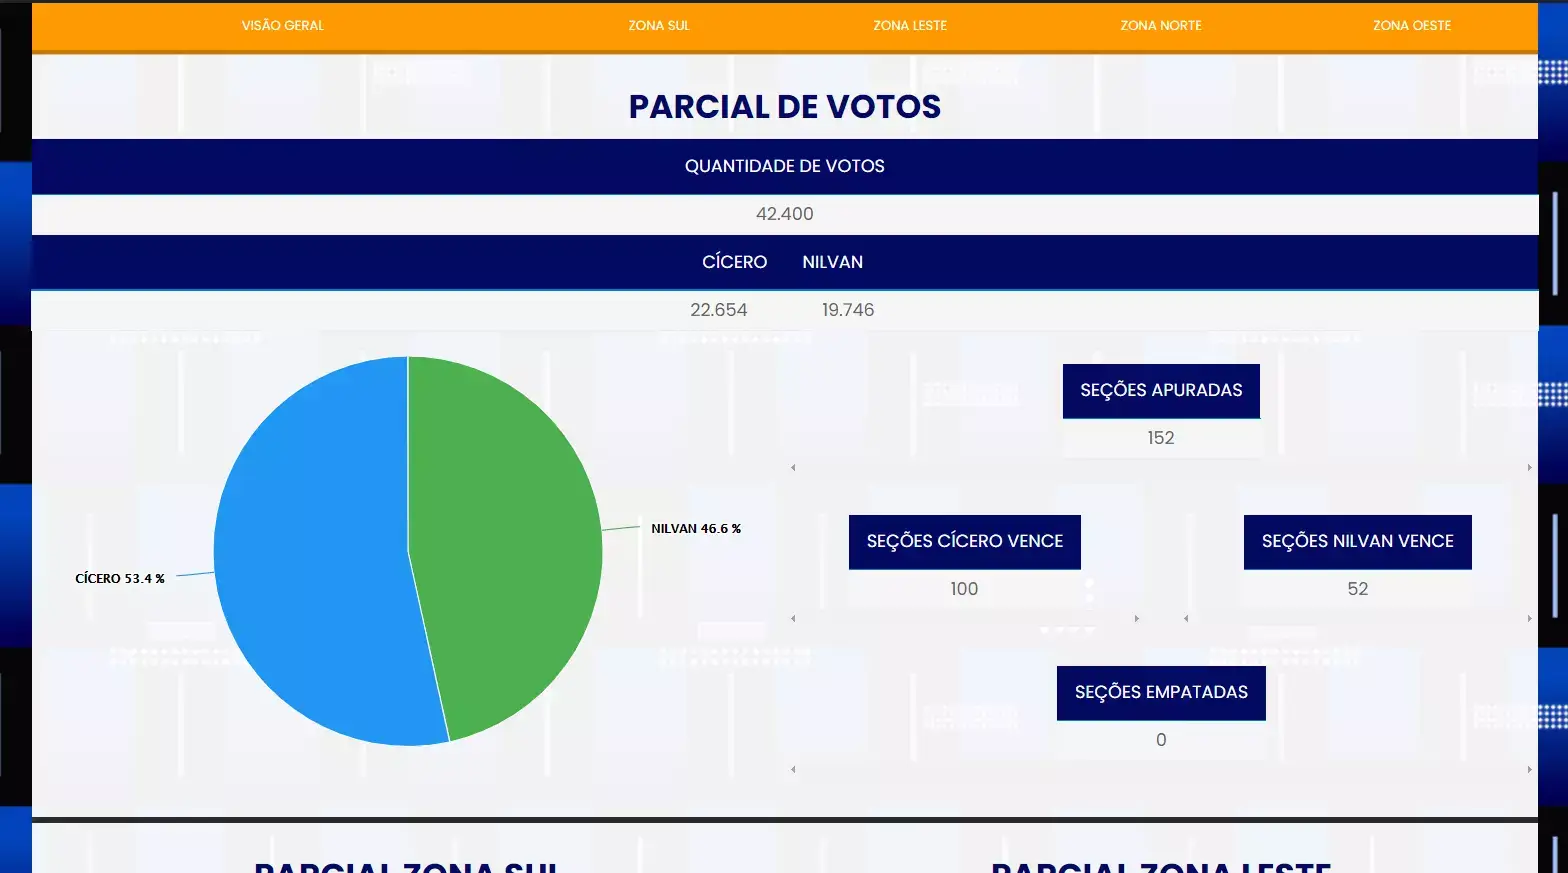 VISÃO GERAL ZONA SUL ZONA LESTE ZONA NORTE ZONA OESTE
PARCIAL DE VOTOS
QUANTIDADE DE VOTOS
42.400
CÍCERO NILVAN
22.654 19.746
SEÇÕES APURADAS
152
NILVAN 46.6 %
CÍCERO 53.4 %
SEÇÕES CÍCERO VENCE SEÇÕES NILVAN VENCE
100 52
SEÇÕES EMPATADAS
0
PARCIAL ZONA SUL PARCIAL ZONA LESTE